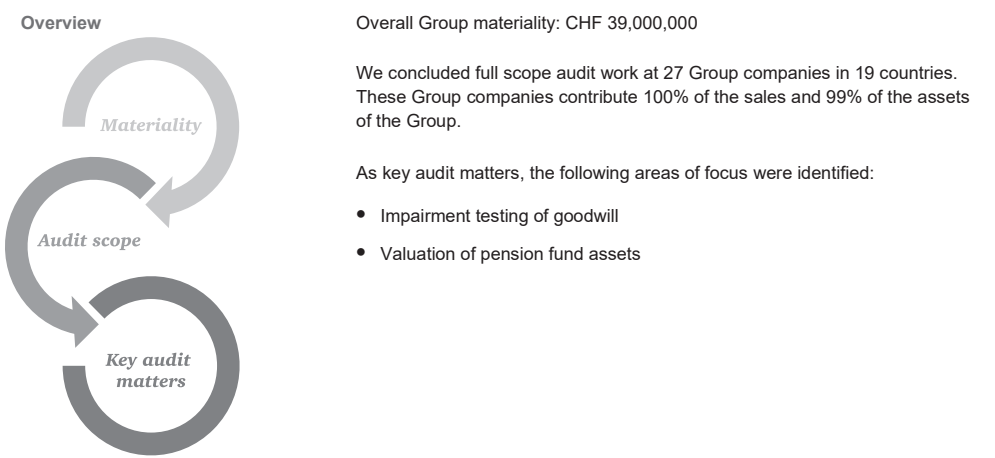 Overview
Materiality
Audit scope
Key audit
matters
Overall Group materiality: CHF 39,000,000
We concluded full scope audit work at 27 Group companies in 19 countries.
These Group companies contribute 100% of the sales and 99% of the assets
of the Group.
As key audit matters, the following areas of focus were identified:
• Impairment testing of goodwill
• Valuation of pension fund assets